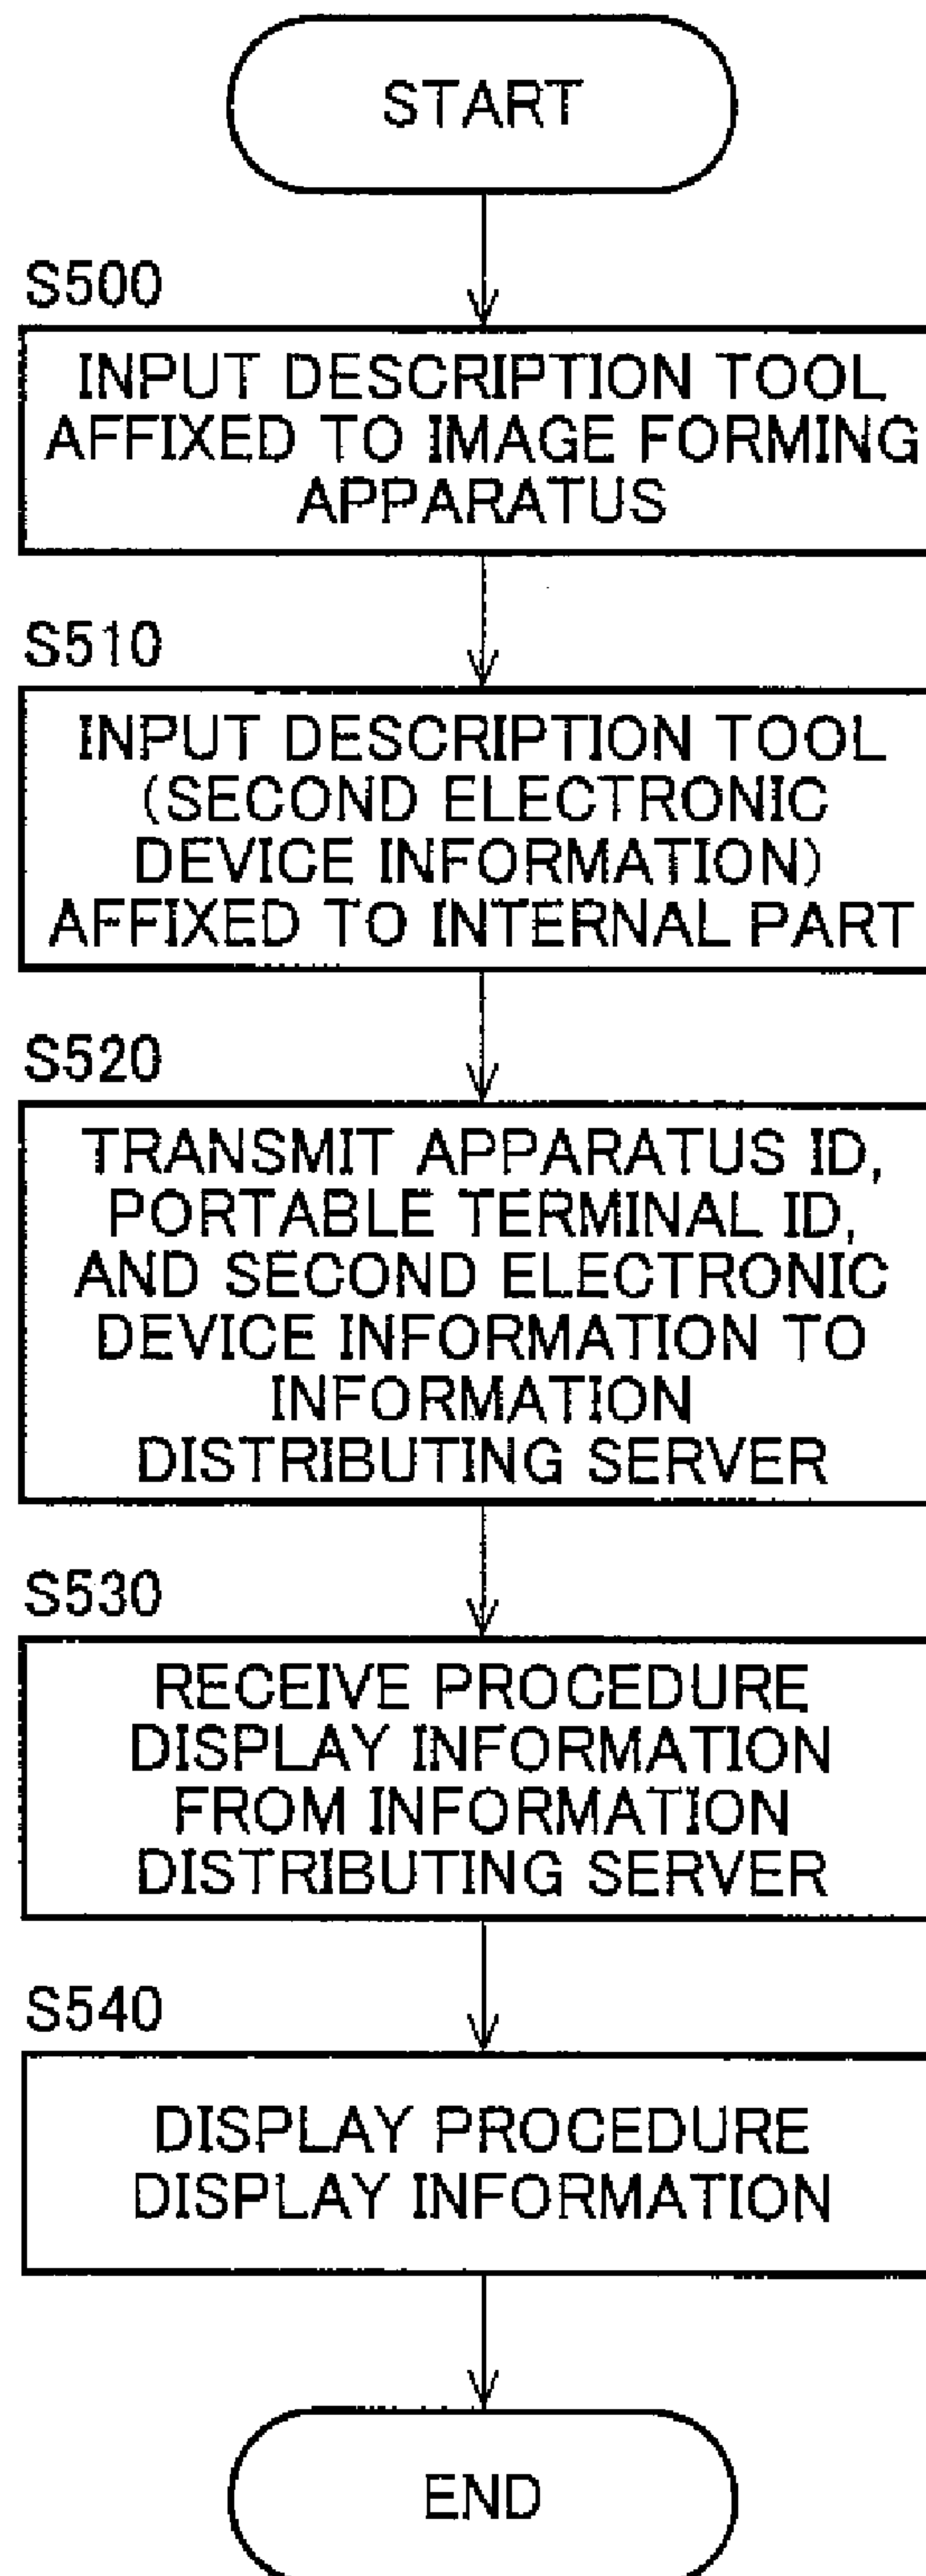 START
S500
INPUT DESCRIPTION TOOL
AFFIXED TO IMAGE FORMING
APPARATUS
S510
INPUT DESCRIPTION TOOL
(SECOND ELECTRONIC
DEVICE INFORMATION)
AFFIXED TO INTERNAL PART
S520
TRANSMIT APPARATUS ID,
PORTABLE TERMINAL ID,
AND SECOND ELECTRONIC
DEVICE INFORMATION TO
INFORMATION
DISTRIBUTING SERVER
S530
RECEIVE PROCEDURE
DISPLAY INFORMATION
FROM INFORMATION
DISTRIBUTING SERVER
S540
DISPLAY PROCEDURE
DISPLAY INFORMATION
END